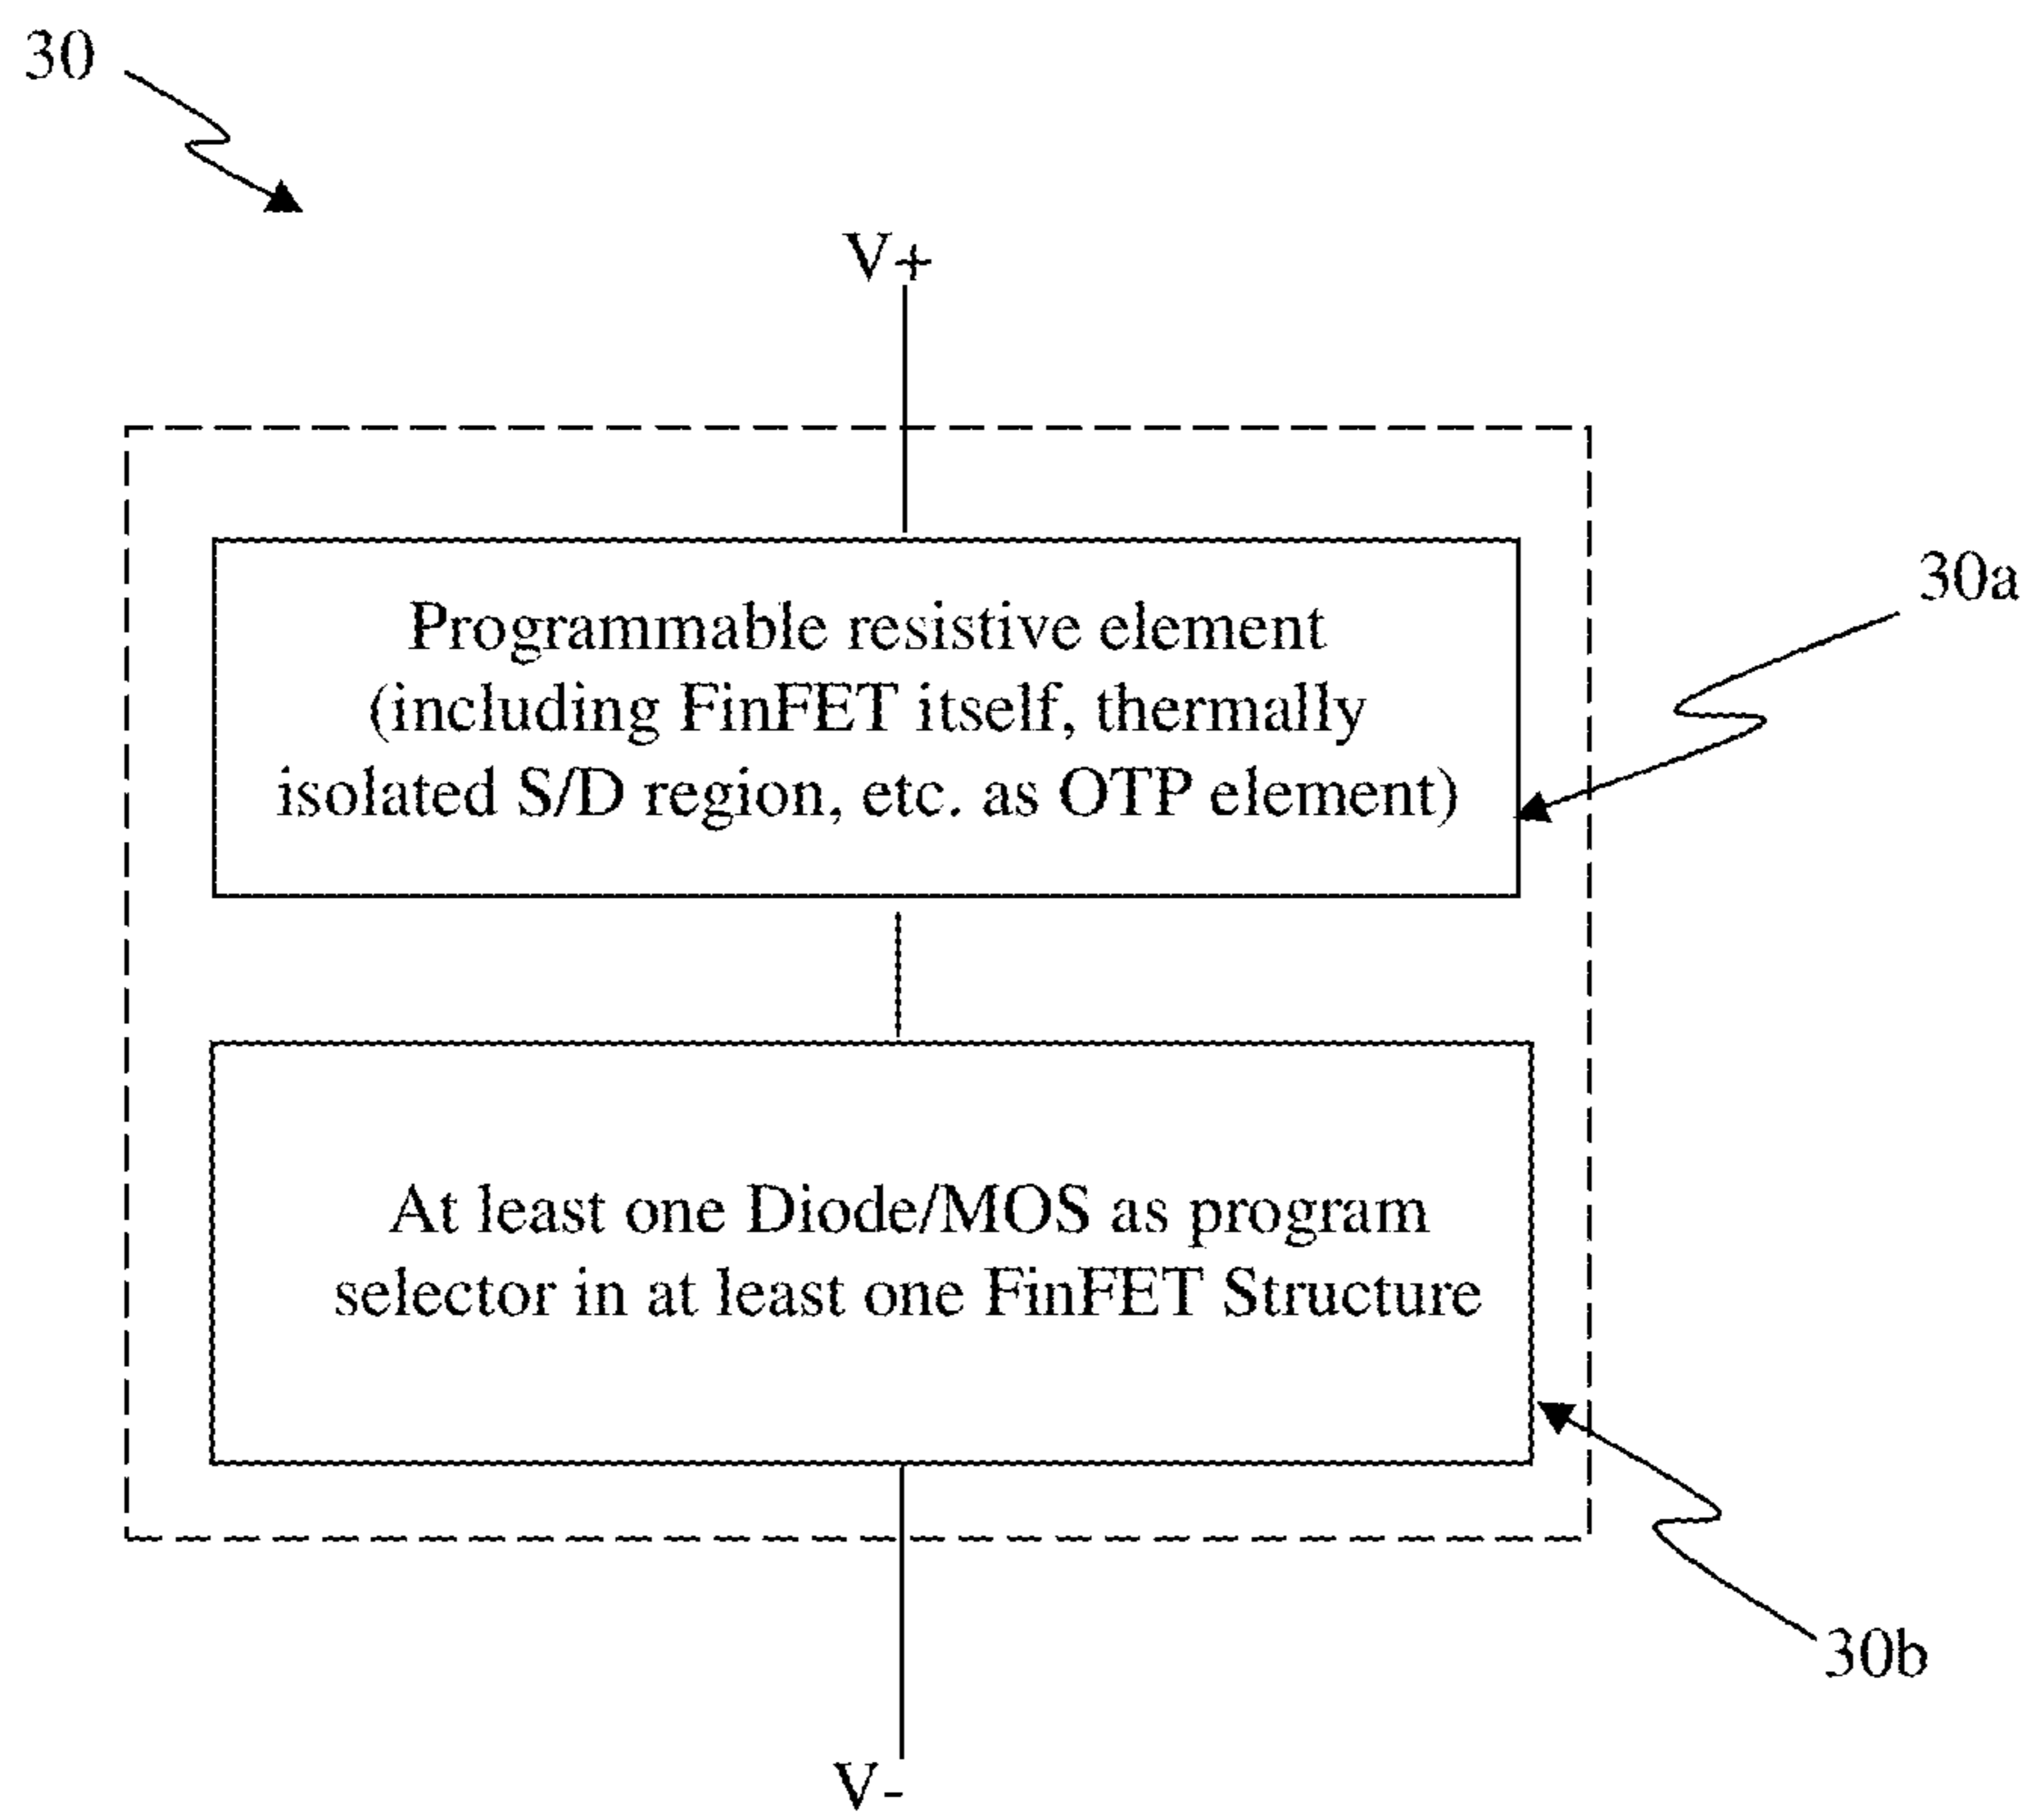 30
V+
30a
Programmable resistive element
(including FinFET itself, thermally
isolated S/D region, etc. as OTP element)
At least one Diode/MOS as program
selector in at least one FinFET Structure
30b
V-